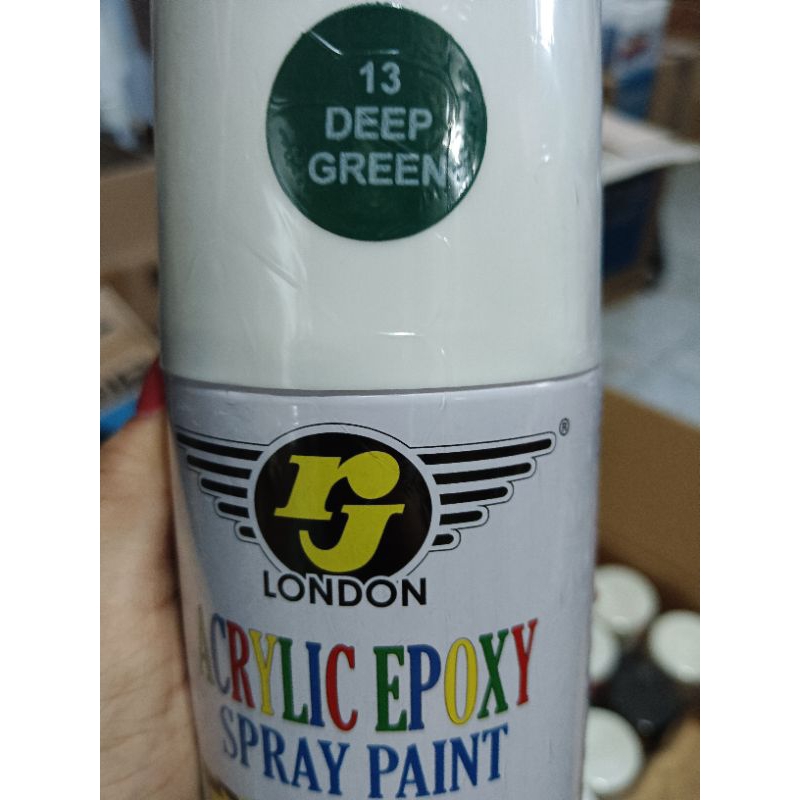 13
DEEP
GREEN
®
rJ
LONDON
ACRYLIC EPOXY
SPRAY PAINT